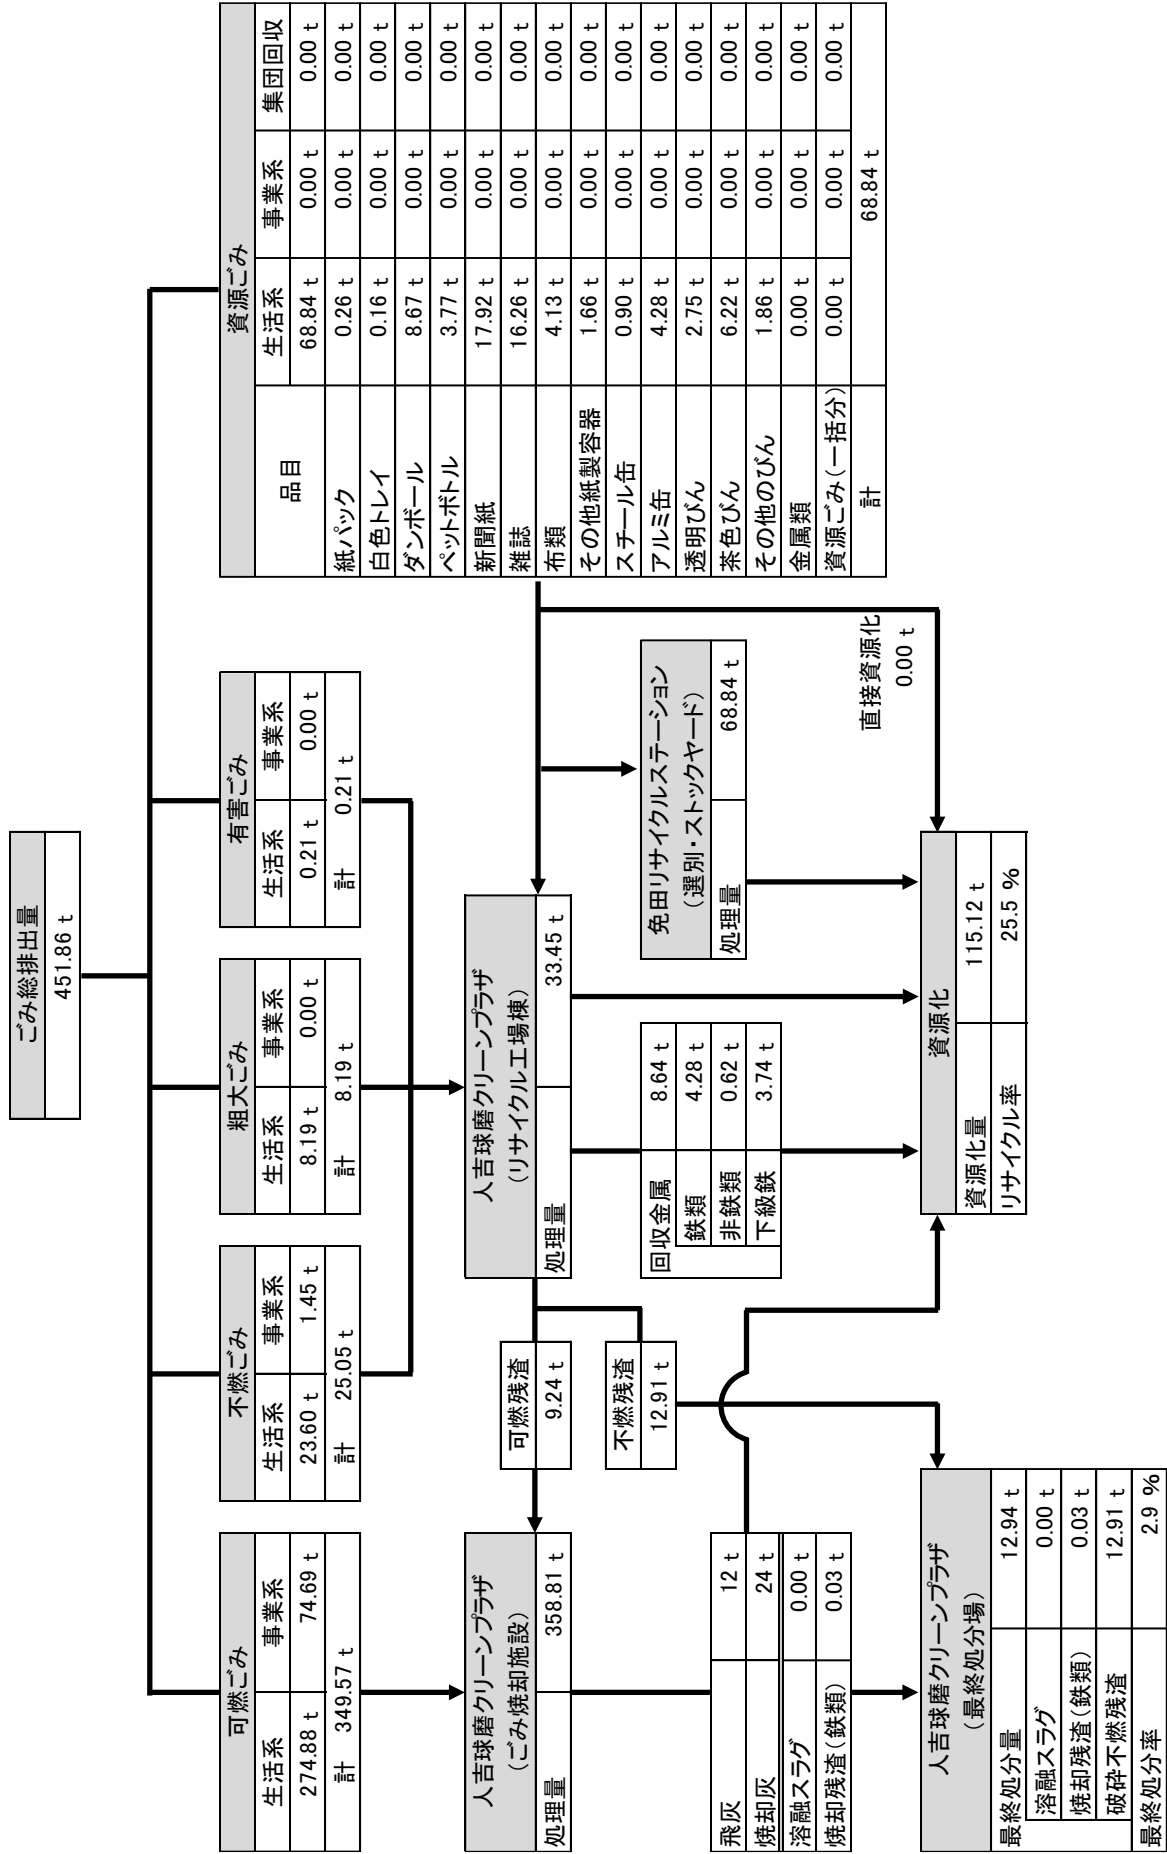 ごみ総排出量
451.86 t
可燃ごみ
生活系 事業系
274.88 t 74.69 t
計 349.57 t
不燃ごみ
生活系 事業系
23.60 t 1.45 t
計 25.05 t
粗大ごみ
生活系 事業系
8.19 t 0.00 t
計 8.19 t
有害ごみ
生活系 事業系
0.21 t 0.00 t
計 0.21 t
資源ごみ
品目 生活系 事業系 集団回収
68.84 t 0.00 t 0.00 t
紙パック 0.26 t 0.00 t 0.00 t
白色トレイ 0.16 t 0.00 t 0.00 t
ダンボール 8.67 t 0.00 t 0.00 t
ペットボトル 3.77 t 0.00 t 0.00 t
新聞紙 17.92 t 0.00 t 0.00 t
雑誌 16.26 t 0.00 t 0.00 t
布類 4.13 t 0.00 t 0.00 t
その他紙製容器 1.66 t 0.00 t 0.00 t
スチール缶 0.90 t 0.00 t 0.00 t
アルミ缶 4.28 t 0.00 t 0.00 t
透明びん 2.75 t 0.00 t 0.00 t
茶色びん 6.22 t 0.00 t 0.00 t
その他のびん 1.86 t 0.00 t 0.00 t
金属類 0.00 t 0.00 t 0.00 t
資源ごみ(一括分) 0.00 t 0.00 t 0.00 t
計 68.84 t
人吉球磨クリーンプラザ
(ごみ焼却施設)
処理量 358.81 t
可燃残渣
9.24 t
不燃残渣
12.91 t
人吉球磨クリーンプラザ
(リサイクル工場棟)
処理量 33.45 t
回収金属 8.64 t
鉄類 4.28 t
非鉄類 0.62 t
下級鉄 3.74 t
免田リサイクルステーション
(選別・ストックヤード)
処理量 68.84 t
直接資源化
0.00 t
飛灰 12 t
焼却灰 24 t
溶融スラグ 0.00 t
焼却残渣(鉄類) 0.03 t
人吉球磨クリーンプラザ
(最終処分場)
最終処分量 12.94 t
溶融スラグ 0.00 t
焼却残渣(鉄類) 0.03 t
破砕不燃残渣 12.91 t
最終処分率 2.9 %
資源化
資源化量 115.12 t
リサイクル率 25.5 %